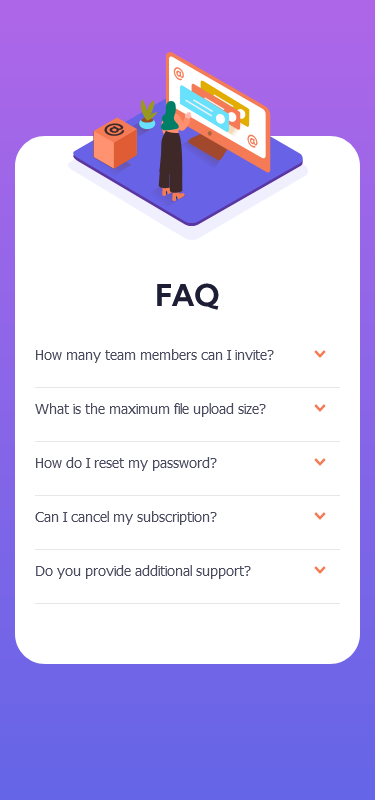 @
@
@
FAQ
How many team members can I invite?
What is the maximum file upload size?
How do I reset my password?
Can I cancel my subscription?
Do you provide additional support?